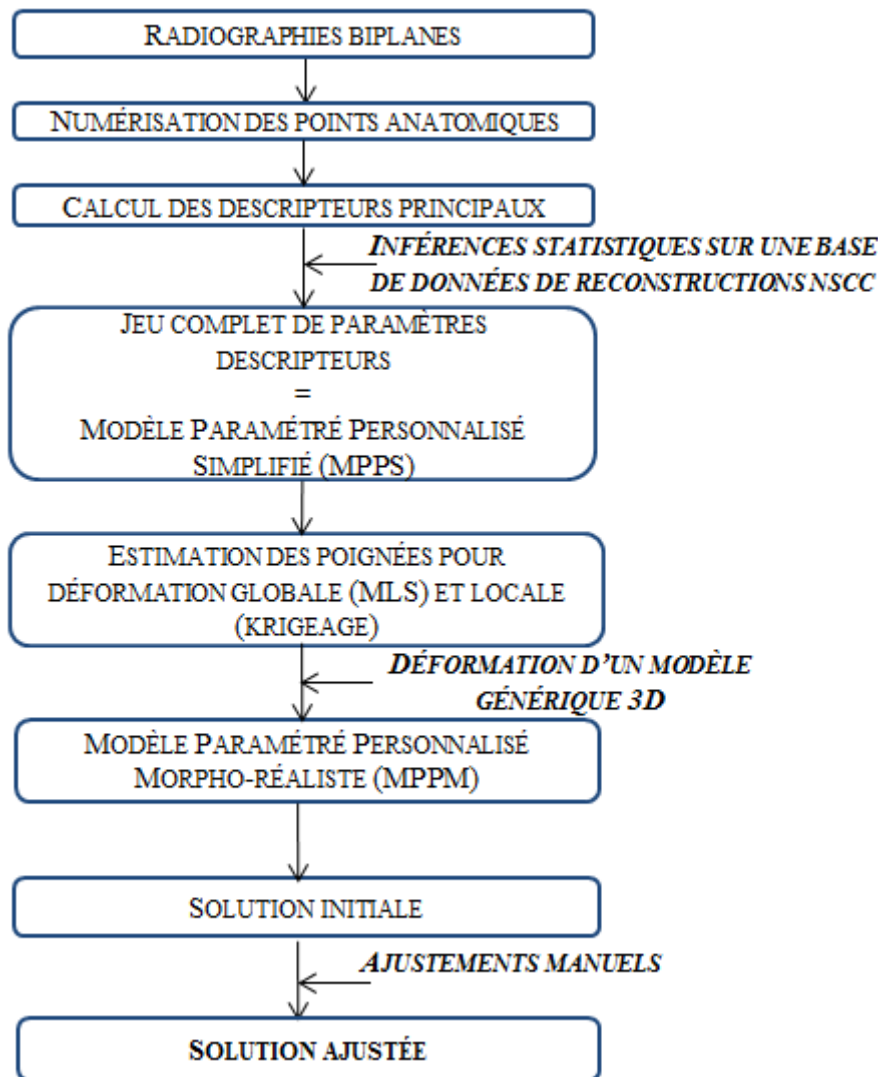 RADIOGRAPHIES BIPLANES
NUMÉRISATION DES POINTS ANATOMIQUES
CALCUL DES DESCRIPTEURS PRINCIPAUX
INFÉRENCES STATISTIQUES SUR UNE BASE
DE DONNÉES DE RECONSTRUCTIONS NSCC
JEU COMPLET DE PARAMÈTRES
DESCRIPTEURS
=
MODÈLE PARAMÉTRÉ PERSONNALISÉ
SIMPLIFIÉ (MPPS)
ESTIMATION DES POIGNÉES POUR
DÉFORMATION GLOBALE (MLS) ET LOCALE
(KRIGEAGE)
DÉFORMATION D’UN MODÈLE
GÉNÉRIQUE 3D
MODÈLE PARAMÉTRÉ PERSONNALISÉ
MORPHO-RÉALISTE (MPPM)
SOLUTION INITIALE
AJUSTEMENTS MANUELS
SOLUTION AJUSTÉE